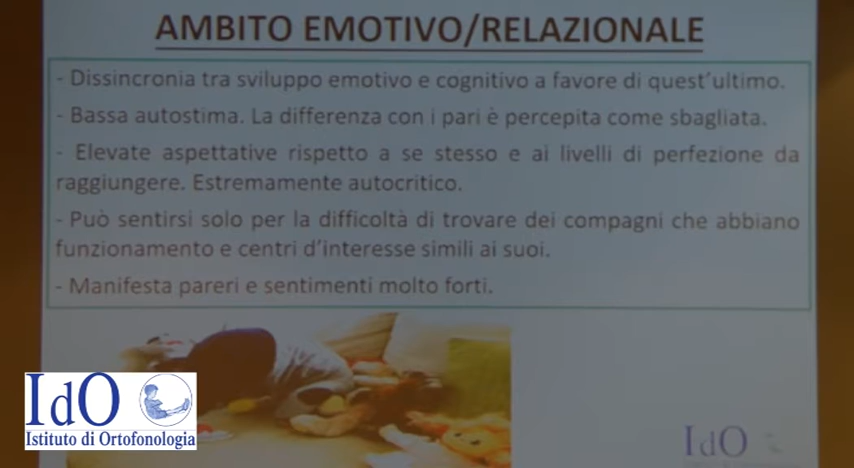 AMBITO EMOTIVO/RELAZIONALE
- Dissincronia tra sviluppo emotivo e cognitivo a favore di quest'ultimo.
- Bassa autostima. La differenza con i pari è percepita come sbagliata.
- Elevate aspettative rispetto a se stesso e ai livelli di perfezione da
raggiungere. Estremamente autocritico.
- Può sentirsi solo per la difficoltà di trovare dei compagni che abbiano
funzionamento e centri d'interesse simili ai suoi.
- Manifesta pareri e sentimenti molto forti.
IdO
Istituto di Ortofonologia
IdO